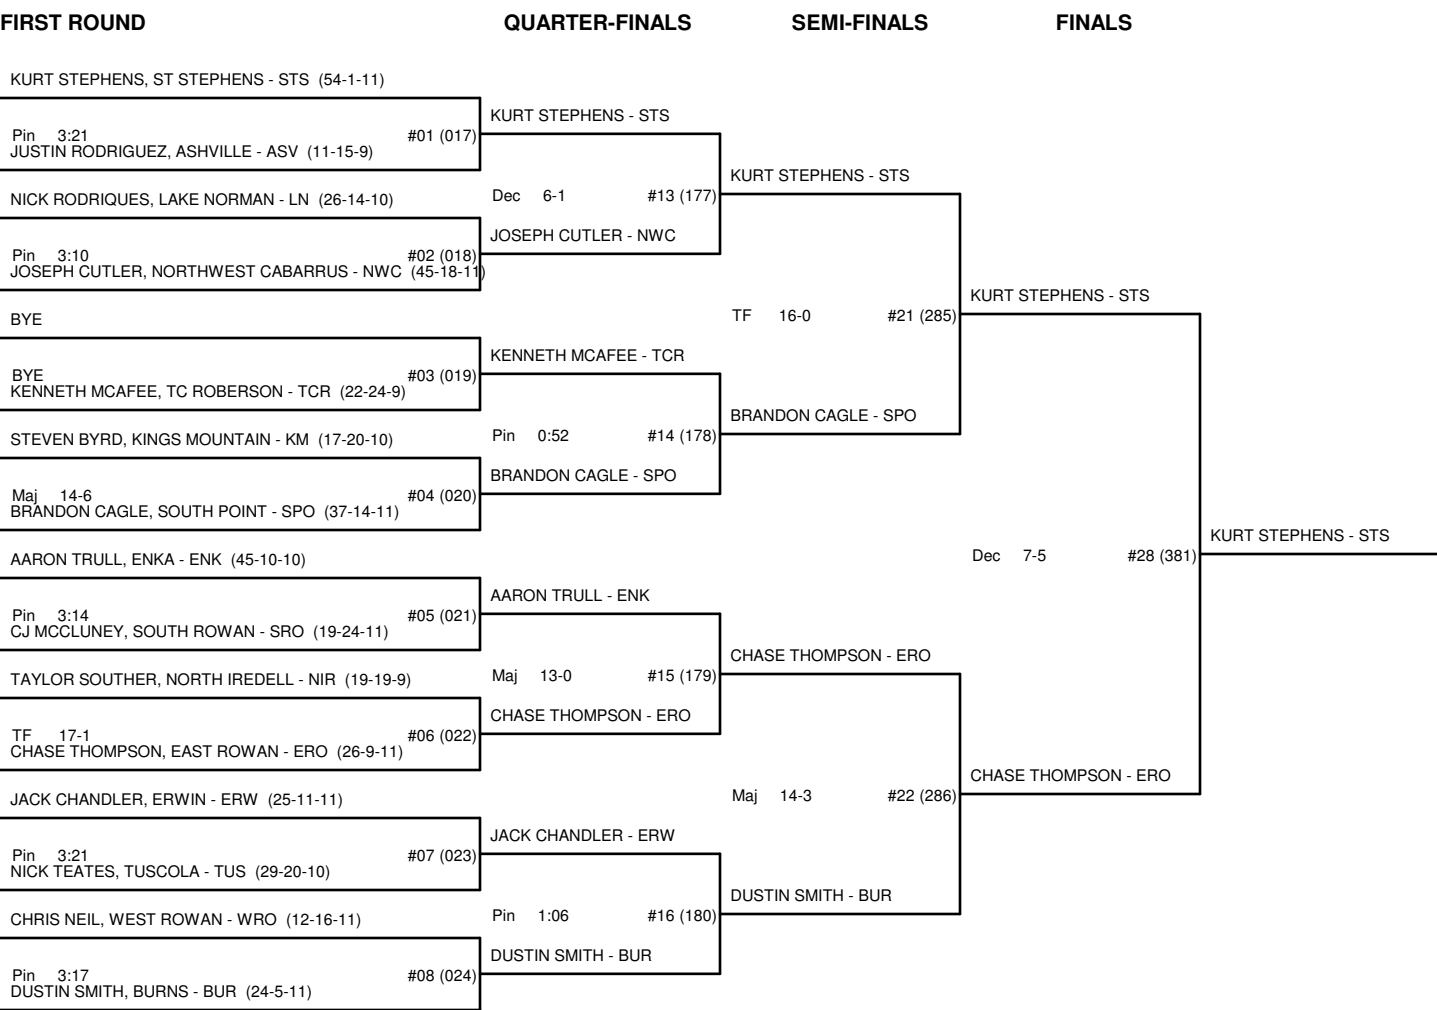 FIRST ROUND QUARTER-FINALS SEMI-FINALS FINALS
KURT STEPHENS, ST STEPHENS - STS (54-1-11)
KURT STEPHENS - STS
Pin 3:21 #01 (017)
JUSTIN RODRIGUEZ, ASHVILLE - ASV (11-15-9)
KURT STEPHENS - STS
NICK RODRIQUES, LAKE NORMAN - LN (26-14-10) Dec 6-1 #13 (177)
JOSEPH CUTLER - NWC
Pin 3:10 #02 (018)
JOSEPH CUTLER, NORTHWEST CABARRUS - NWC (45-18-11)
KURT STEPHENS - STS
BYE TF 16-0 #21 (285)
KENNETH MCAFEE - TCR
BYE #03 (019)
KENNETH MCAFEE, TC ROBERSON - TCR (22-24-9)
BRANDON CAGLE - SPO
STEVEN BYRD, KINGS MOUNTAIN - KM (17-20-10) Pin 0:52 #14 (178)
BRANDON CAGLE - SPO
Maj 14-6 #04 (020)
BRANDON CAGLE, SOUTH POINT - SPO (37-14-11)
KURT STEPHENS - STS
AARON TRULL, ENKA - ENK (45-10-10) Dec 7-5 #28 (381)
AARON TRULL - ENK
Pin 3:14 #05 (021)
CJ MCCLUNEY, SOUTH ROWAN - SRO (19-24-11)
CHASE THOMPSON - ERO
TAYLOR SOUTHER, NORTH IREDELL - NIR (19-19-9) Maj 13-0 #15 (179)
CHASE THOMPSON - ERO
TF 17-1 #06 (022)
CHASE THOMPSON, EAST ROWAN - ERO (26-9-11)
CHASE THOMPSON - ERO
JACK CHANDLER, ERWIN - ERW (25-11-11) Maj 14-3 #22 (286)
JACK CHANDLER - ERW
Pin 3:21 #07 (023)
NICK TEATES, TUSCOLA - TUS (29-20-10)
DUSTIN SMITH - BUR
CHRIS NEIL, WEST ROWAN - WRO (12-16-11) Pin 1:06 #16 (180)
DUSTIN SMITH - BUR
Pin 3:17 #08 (024)
DUSTIN SMITH, BURNS - BUR (24-5-11)